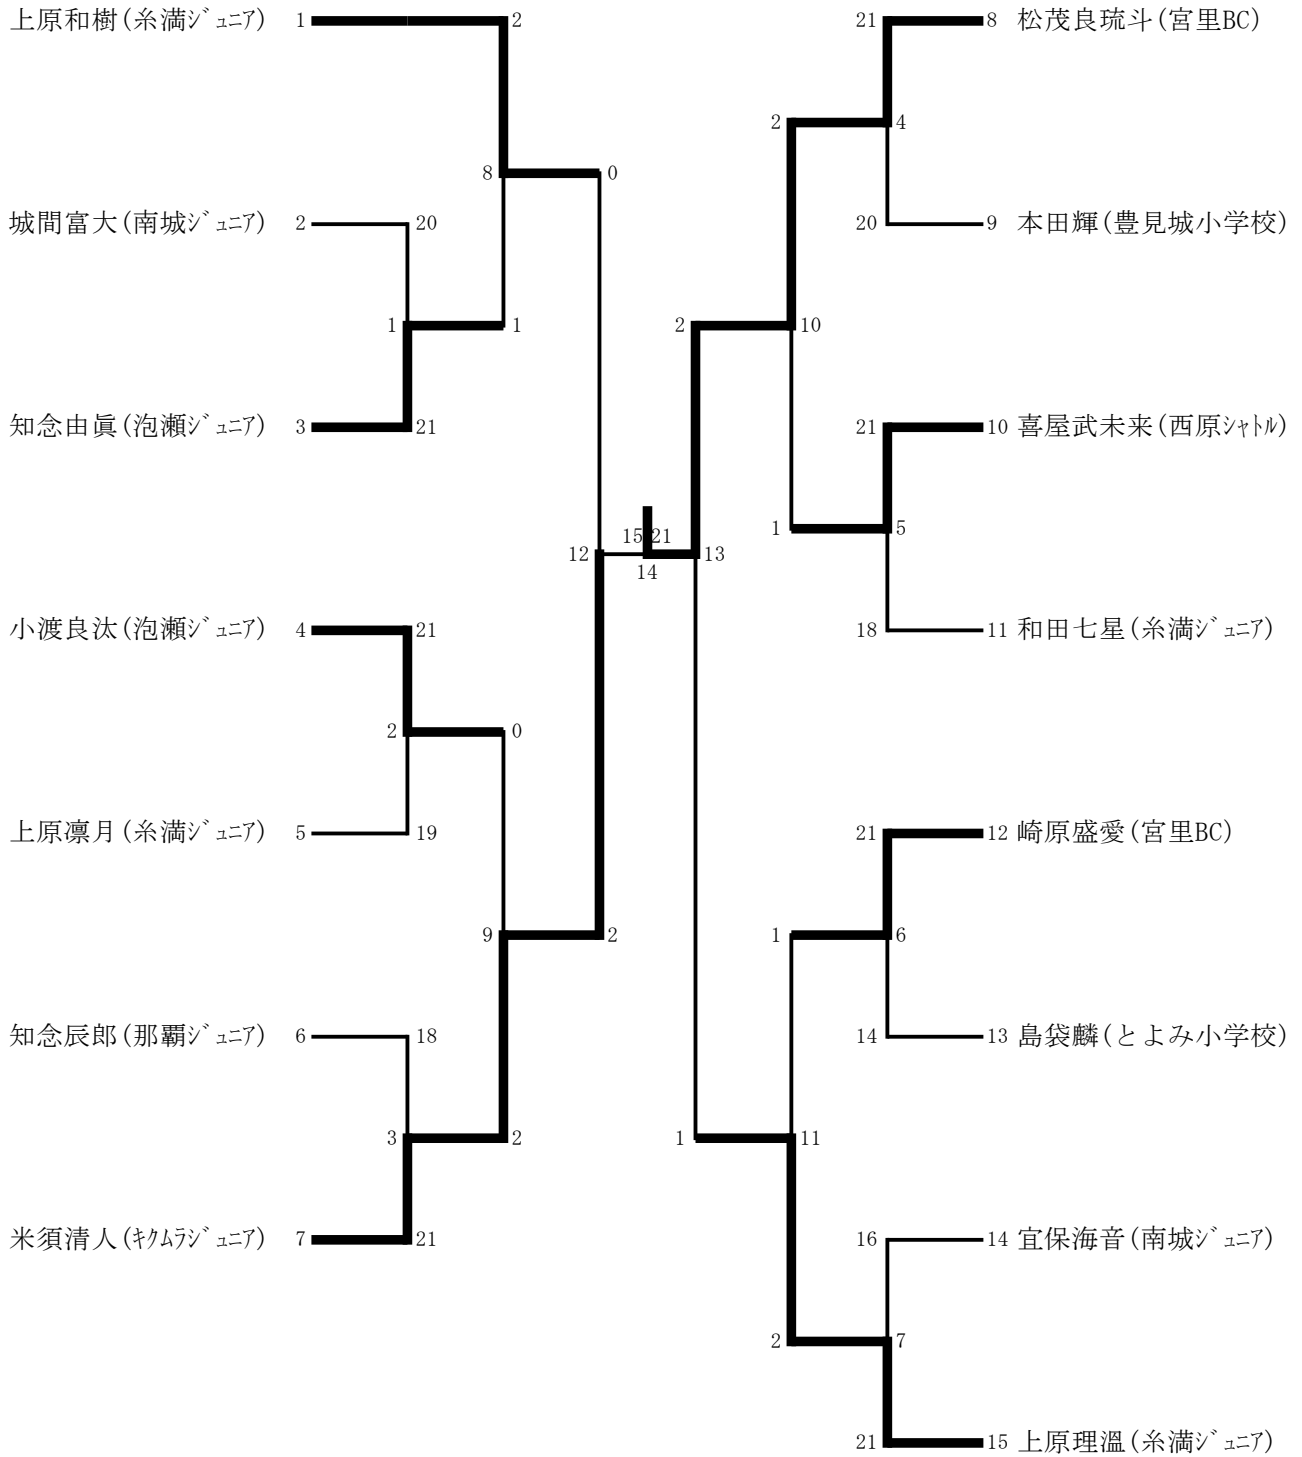 上原和樹(糸満ｼﾞｭﾆｱ) 1 2 21 8 松茂良琉斗(宮里BC)
2 4
8 0
城間富大(南城ｼﾞｭﾆｱ) 2 20 20 9 本田輝(豊見城小学校)
1 1 2 10
知念由眞(泡瀬ｼﾞｭﾆｱ) 3 21 21 10 喜屋武未来(西原ｼｬﾄﾙ)
1 5
15 21
12 13
14
小渡良汰(泡瀬ｼﾞｭﾆｱ) 4 21 18 11 和田七星(糸満ｼﾞｭﾆｱ)
2 0
上原凛月(糸満ｼﾞｭﾆｱ) 5 19 21 12 崎原盛愛(宮里BC)
9 2 1 6
知念辰郎(那覇ｼﾞｭﾆｱ) 6 18 14 13 島袋麟(とよみ小学校)
3 2 1 11
米須清人(ｷｸﾑﾗｼﾞｭﾆｱ) 7 21 16 14 宜保海音(南城ｼﾞｭﾆｱ)
2 7
21 15 上原理溫(糸満ｼﾞｭﾆｱ)